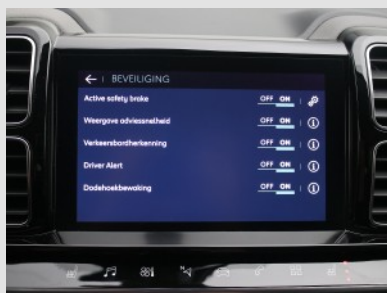 BEVEILIGING
Active safety brake OFF ON
Weergave adviessnelheid OFF ON
Verkeersbordherkenning OFF ON
Driver Alert OFF ON
Dodehoekbewaking OFF ON